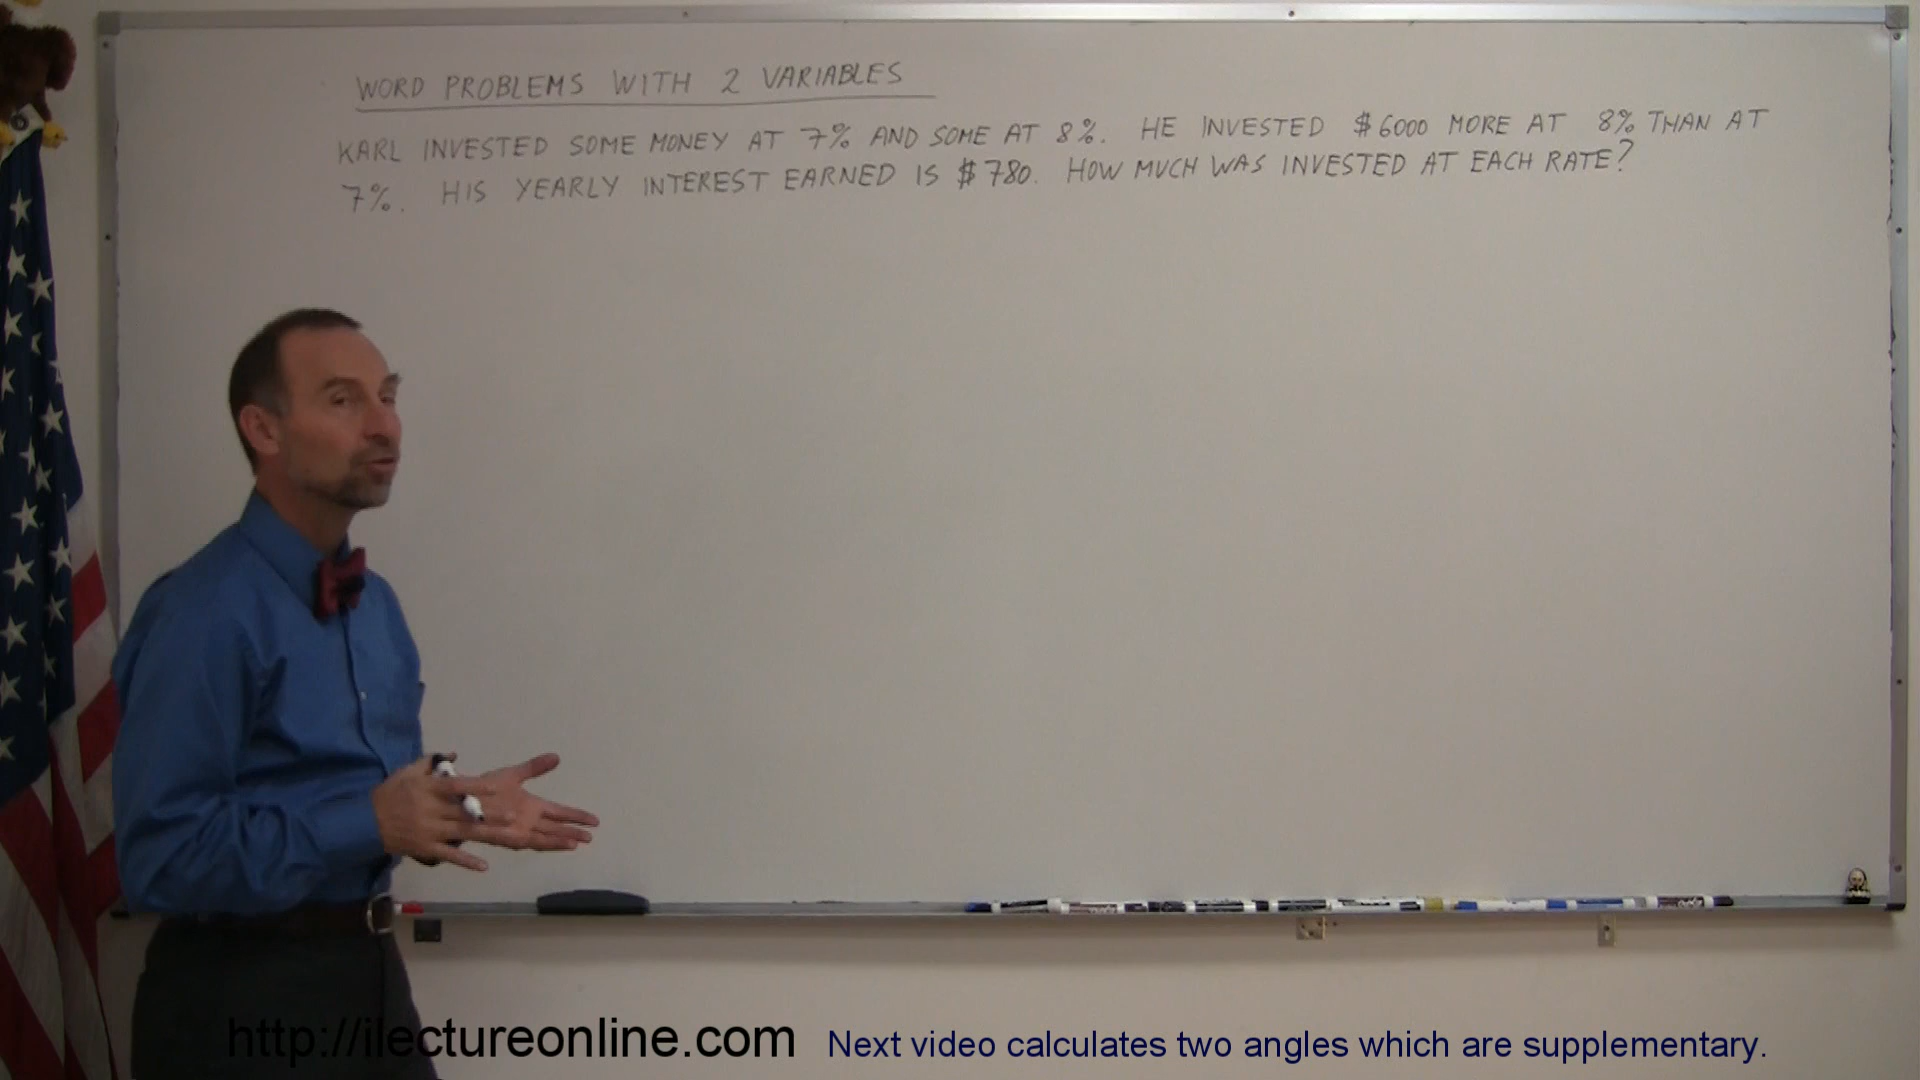 WORD PROBLEMS WITH 2 VARIABLES
KARL INVESTED SOME MONEY AT 7% AND SOME AT 8%. HE INVESTED $6000 MORE AT 8% THAN AT
7%. HIS YEARLY INTEREST EARNED IS $780. HOW MUCH WAS INVESTED AT EACH RATE?
http://ilectureonline.com Next video calculates two angles which are supplementary.